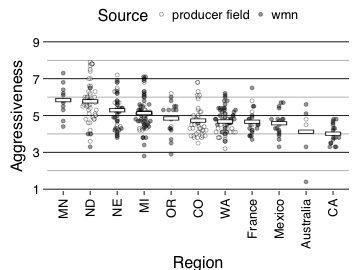 Source producer field wmn
Aggressiveness
9
7
5
3
1
MN ND NE MI OR CO WA France Mexico Australia CA
Region